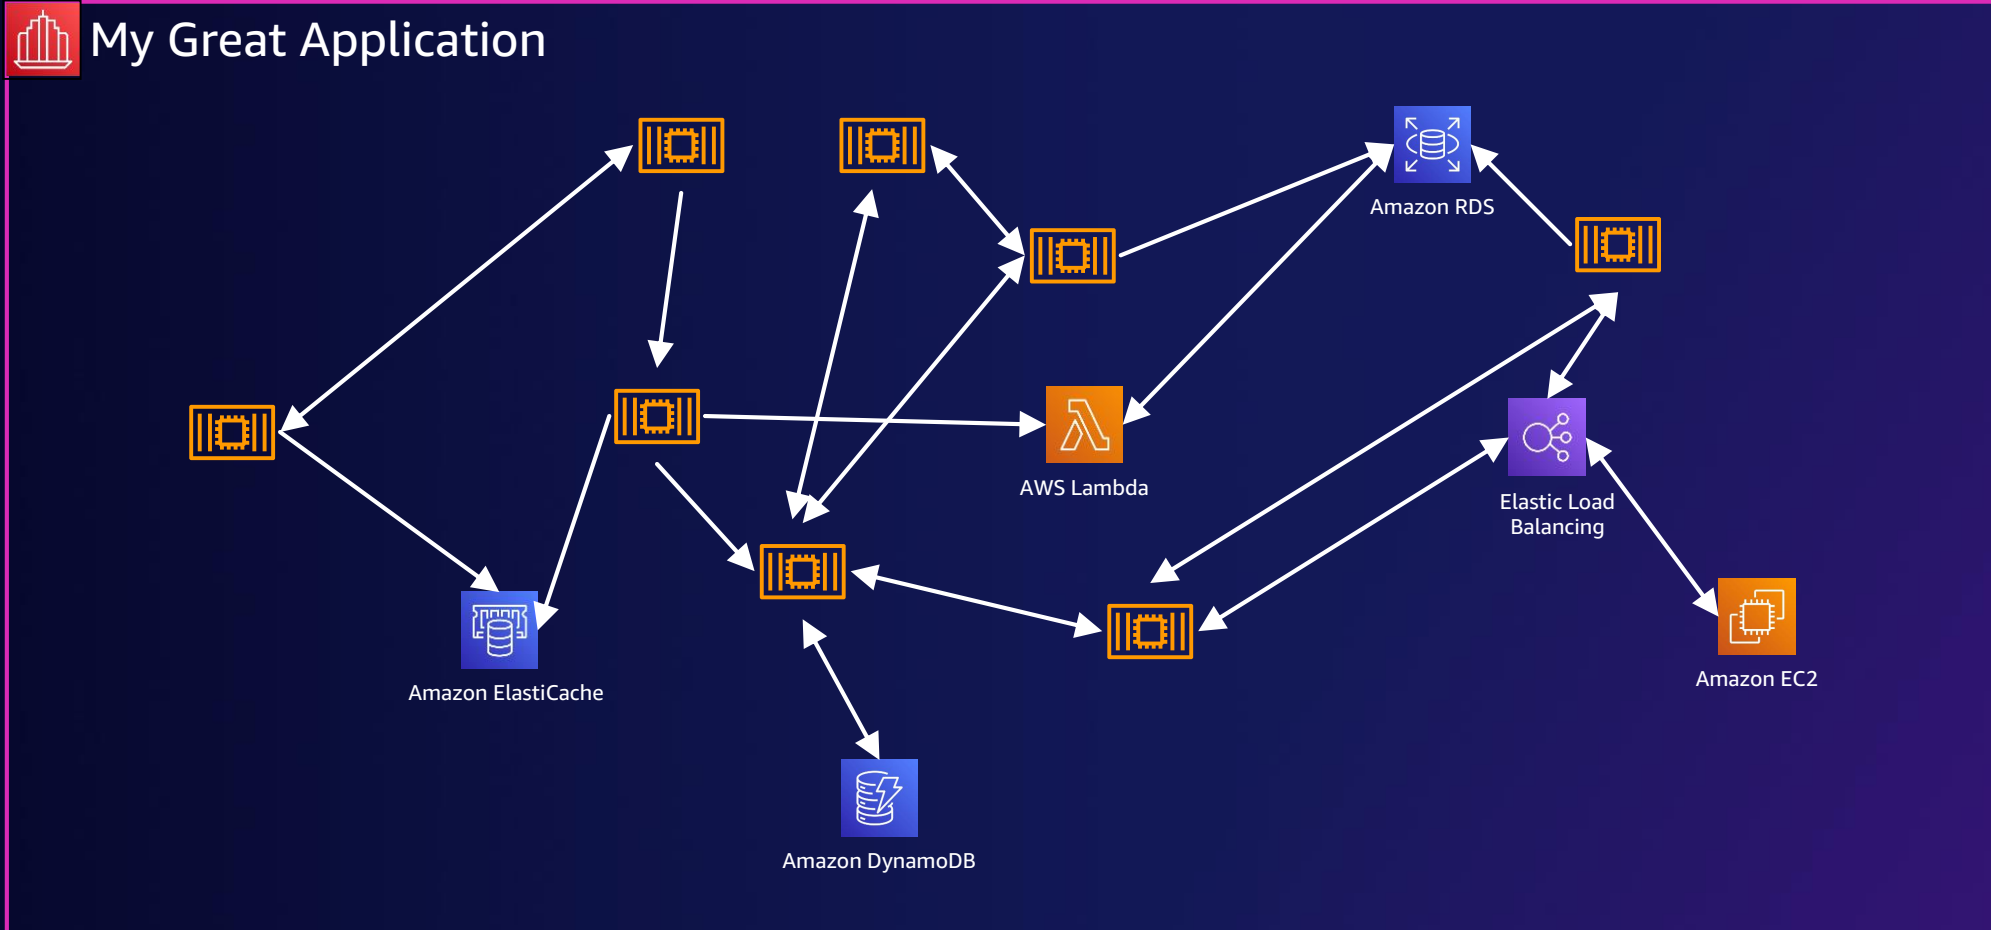 My Great Application
Amazon RDS
AWS Lambda
Elastic Load
Balancing
Amazon EC2
Amazon ElastiCache
Amazon DynamoDB